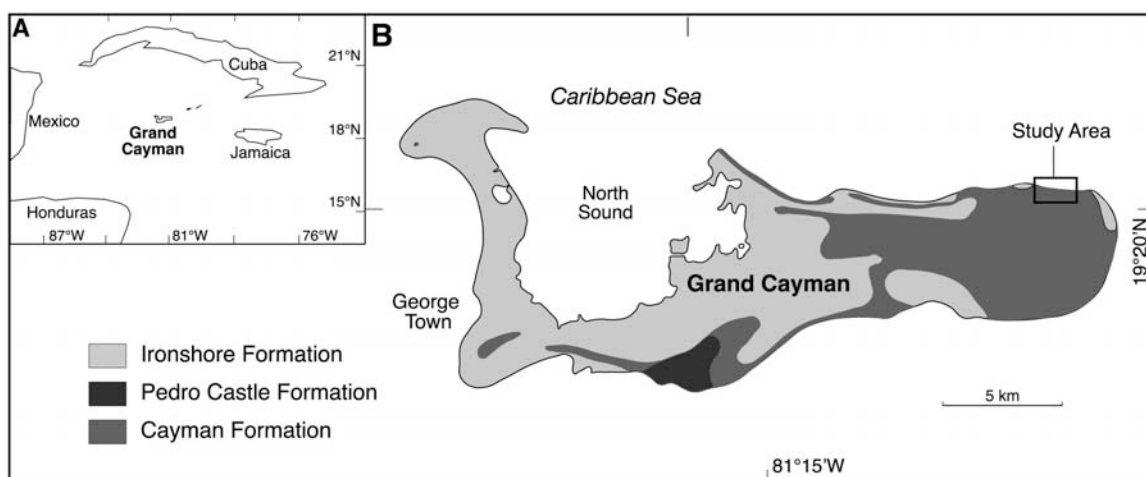 A
21°N
Cuba
Mexico
18°N
Grand
Cayman
Jamaica
Honduras
15°N
87°W
81°W
76°W
B
Caribbean Sea
Study Area
North
Sound
19°20'N
Grand Cayman
George
Town
Ironshore Formation
Pedro Castle Formation
Cayman Formation
5 km
81°15'W